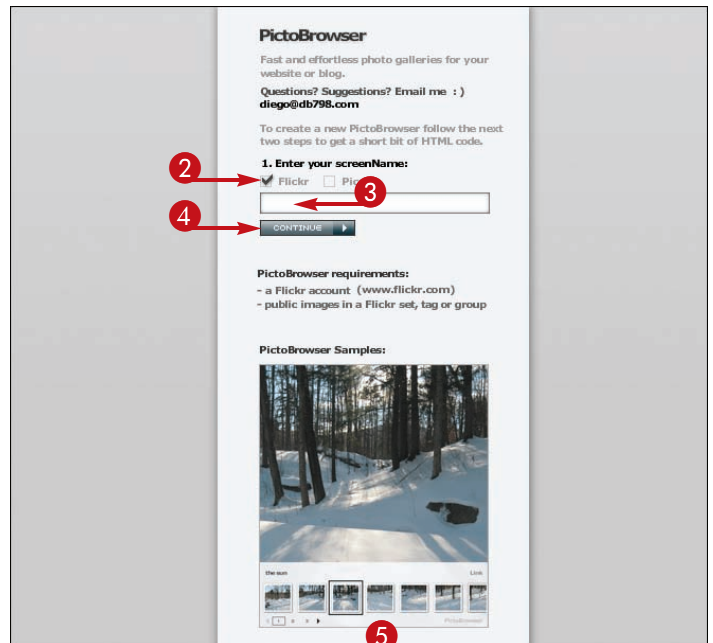 PictoBrowser
Fast and effortless photo galleries for your
website or blog.
Questions? Suggestions? Email me : )
diego@db798.com
To create a new PictoBrowser follow the next
two steps to get a short bit of HTML code.
1. Enter your screenName:
2
Flickr
3
4
CONTINUE
PictoBrowser requirements:
- a Flickr account (www.flickr.com)
- public images in a Flickr set, tag or group
PictoBrowser Samples:
the sun Live
1
PictoBrowser
5